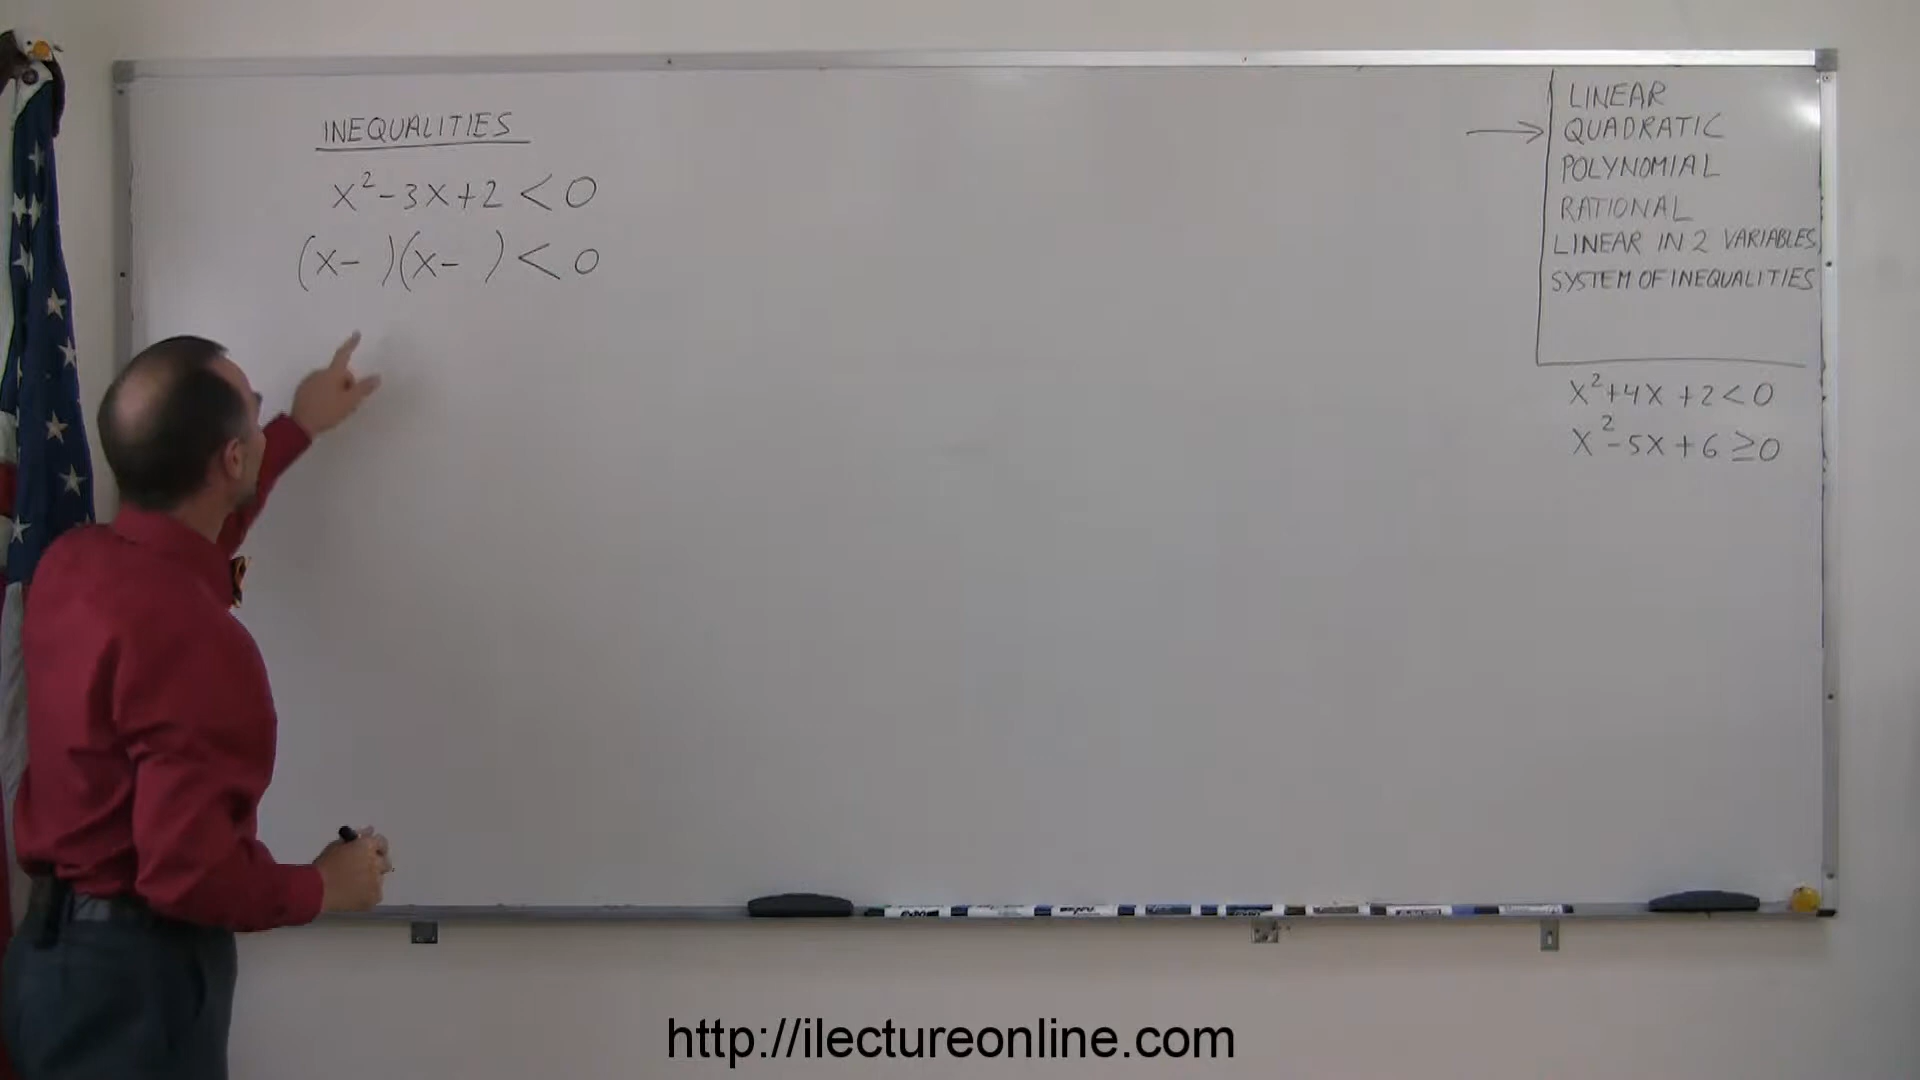 INEQUALITIES
x²-3x+2 < 0
(x- )(x- ) < 0
LINEAR
QUADRATIC
POLYNOMIAL
RATIONAL
LINEAR IN 2 VARIABLES
SYSTEM OF INEQUALITIES
x²+4x+2<0
x²-5x+6≥0
EXPO
http://ilectureonline.com